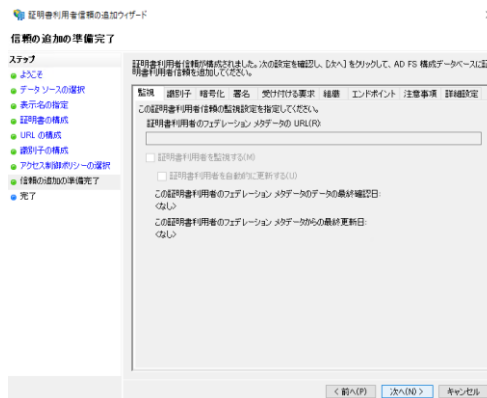 証明書利用者信頼の追加ウィザード
信頼の追加の準備完了
ステップ
ようこそ
データ ソースの選択
表示名の指定
証明書の構成
URL の構成
識別子の構成
アクセス制御ポリシーの選択
信頼の追加の準備完了
完了
証明書利用者信頼が構成されました。次の設定を確認し、[次へ] をクリックして、AD FS 構成データベースに証
明書利用者信頼を追加してください。
監視 識別子 暗号化 署名 受け付ける要求 組織 エンドポイント 注意事項 詳細設定
この証明書利用者信頼の監視設定を指定してください。
証明書利用者のフェデレーション メタデータの URL(R):
証明書利用者を監視する(M)
証明書利用者を自動的に更新する(U)
この証明書利用者のフェデレーション メタデータのデータの最終確認日:
<なし>
この証明書利用者のフェデレーション メタデータからの最終更新日:
<なし>
< 前へ(P) 次へ(N) > キャンセル